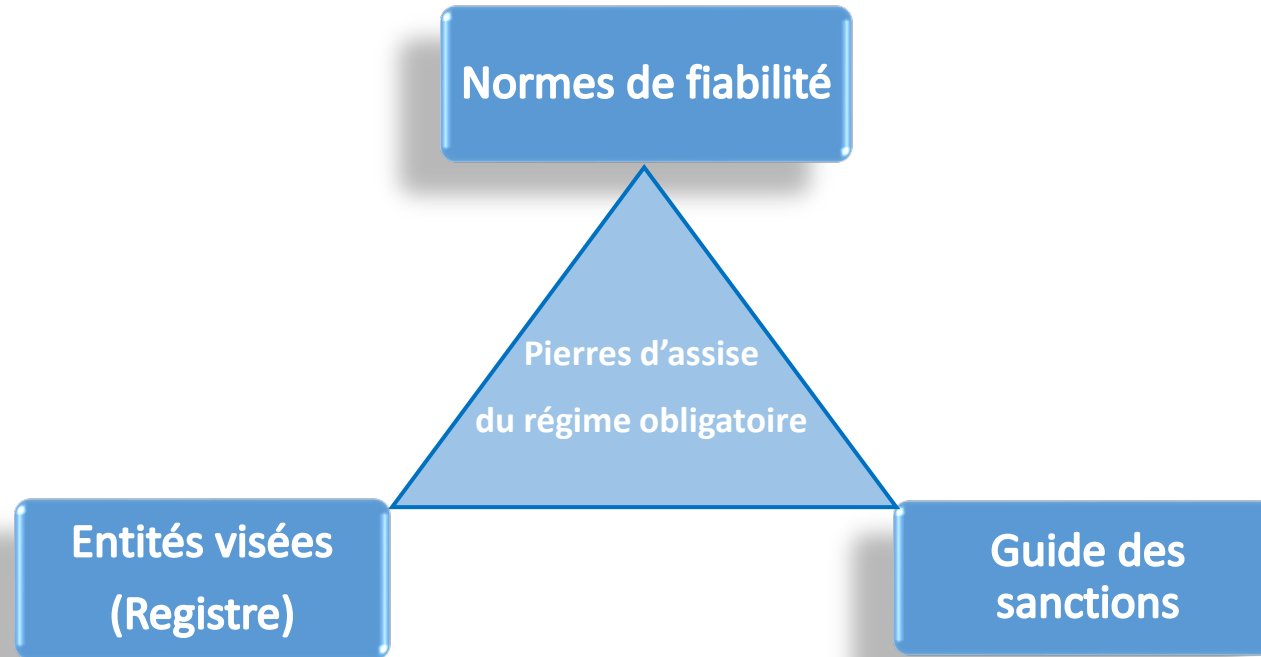 Normes de fiabilité
Pierres d’assise
du régime obligatoire
Entités visées
(Registre)
Guide des
sanctions